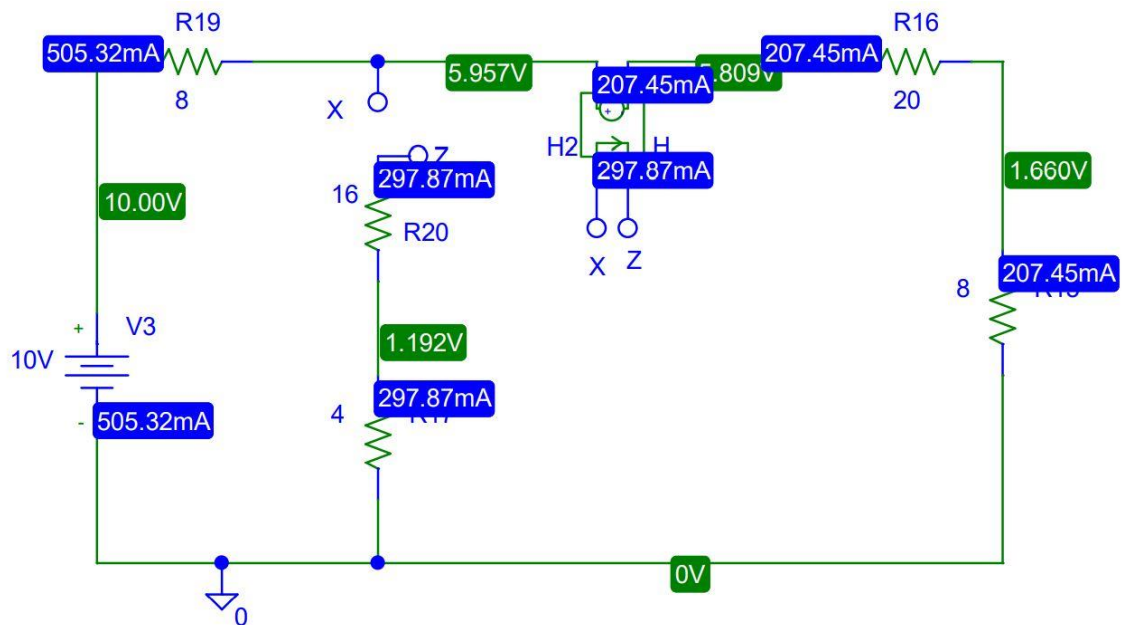 R19
R16
505.32mA
207.45mA
5.957V
207.45mA
8
X
20
H2
H
297.87mA
297.87mA
1.660V
16
10.00V
R20
X
Z
207.45mA
8
+
V3
10V
1.192V
297.87mA
4
-
505.32mA
0V
0